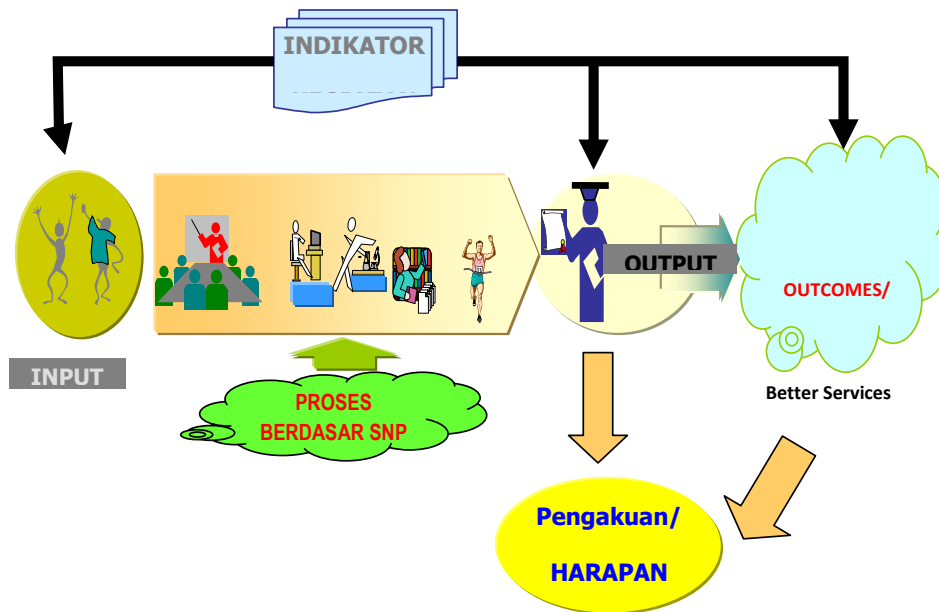 INDIKATOR
INPUT
PROSES
BERDASAR SNP
OUTPUT
OUTCOMES/
Better Services
Pengakuan/
HARAPAN